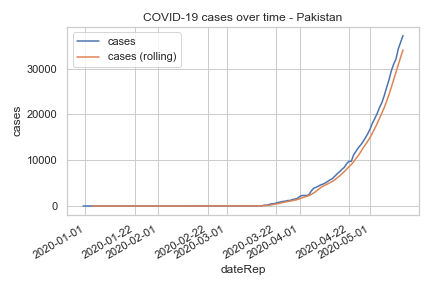 COVID-19 cases over time - Pakistan
cases
cases (rolling)
30000
20000
10000
0
cases
2020-01-01
2020-01-22
2020-02-01
2020-02-22
2020-03-01
2020-03-22
2020-04-01
2020-04-22
2020-05-01
dateRep